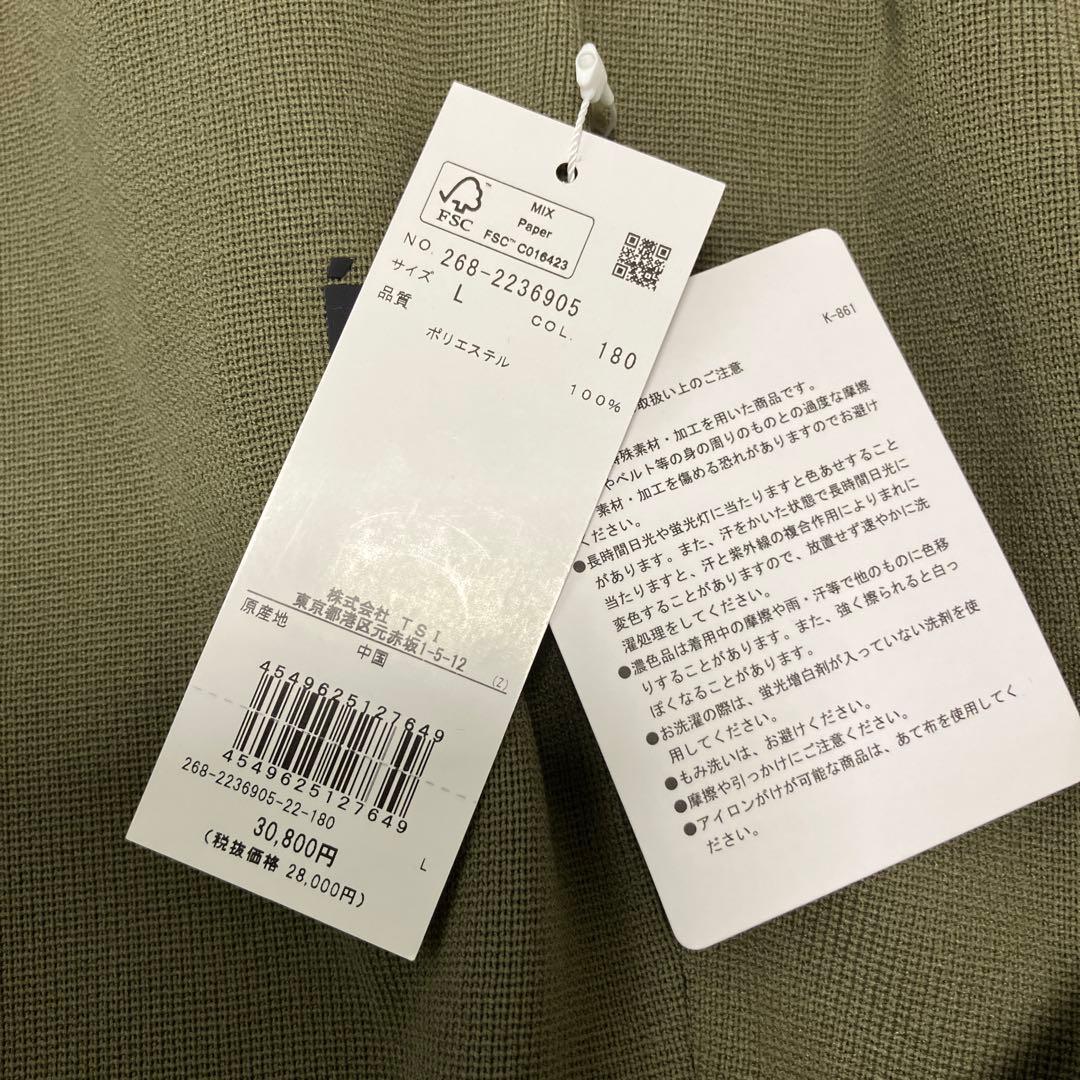 FSC™
MIX
Paper
FSC™ C016423
NO. 268-2236905
サイズ L COL. 180
品質
ポリエステル 100%
株式会社 TSI
東京都港区元赤坂1-5-12
原産地 中国 (Z)
4549625127649
4549625127649
268-2236905-22-180
30,800円
(税抜価格 28,000円)
L
K-861
取扱い上のご注意
殊素材・加工を用いた商品です。
やベルト等の身の周りのものとの過度な摩擦
素材・加工を傷める恐れがありますのでお避け
ください。
●長時間日光や蛍光灯に当たりますと色あせすること
があります。また、汗をかいた状態で長時間日光に
当たりますと、汗と紫外線の複合作用によりまれに
変色することがありますので、放置せず速やかに洗
濯処理をしてください。
●濃色品は着用中の摩擦や雨・汗等で他のものに色移
りすることがあります。また、強く擦られると白っ
ぽくなることがあります。
●お洗濯の際は、蛍光増白剤が入っていない洗剤を使
用してください。
●もみ洗いは、お避けください。
●摩擦や引っかけにご注意ください。
●アイロンがけが可能な商品は、あて布を使用してく
ださい。